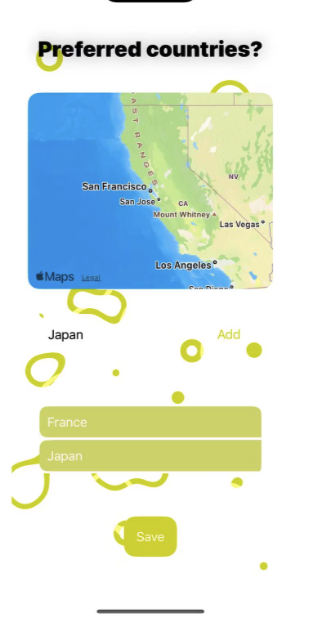 Preferred countries?
COAST RANGES
NV
San Francisco
San Jose
CA
Mount Whitney
Las Vegas
Los Angeles
San Diego
Maps Legal
Japan Add
France
Japan
Save